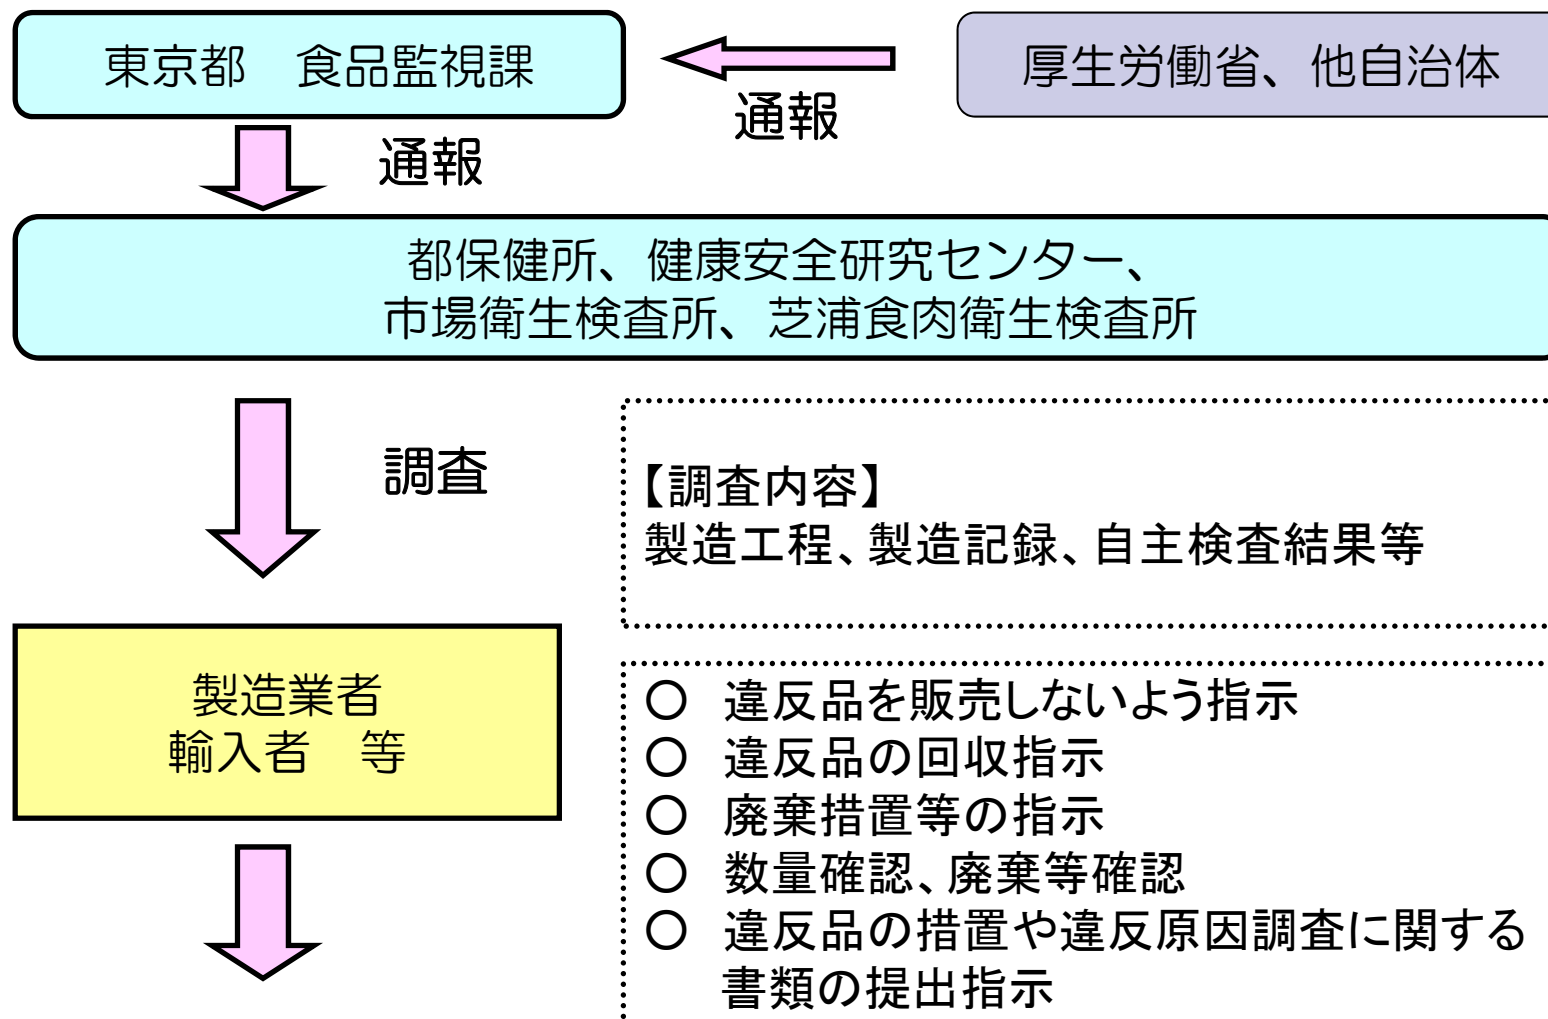 東京都　食品監視課
厚生労働省、他自治体
通報
通報
都保健所、健康安全研究センター、
市場衛生検査所、芝浦食肉衛生検査所
調査
【調査内容】
製造工程、製造記録、自主検査結果等
製造業者
輸入者　等
○　違反品を販売しないよう指示
○　違反品の回収指示
○　廃棄措置等の指示
○　数量確認、廃棄等確認
○　違反品の措置や違反原因調査に関する
書類の提出指示